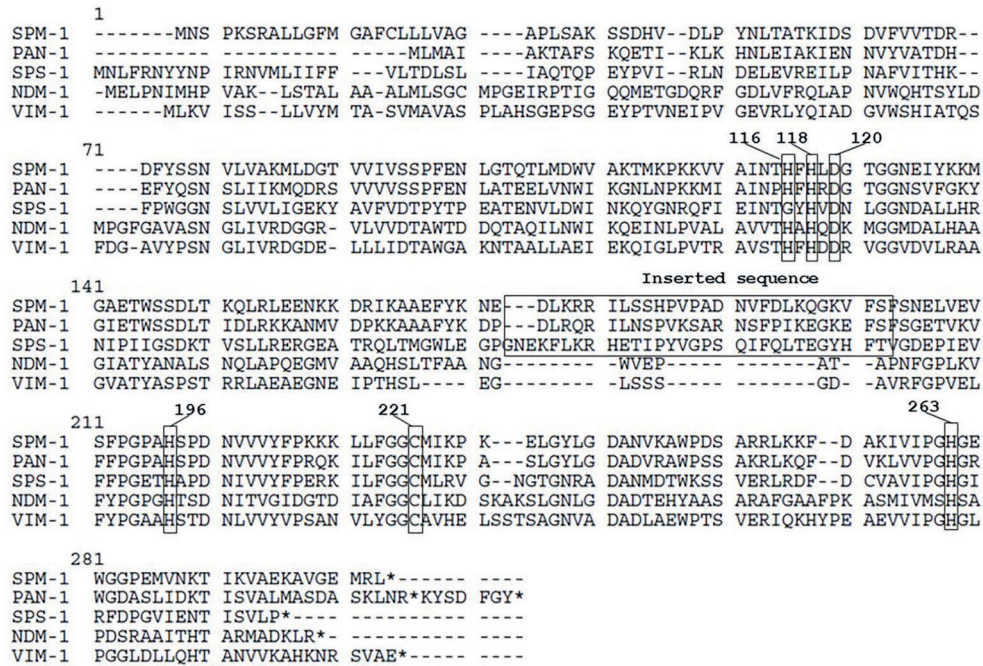 1
SPM-1 -------MNS PKSRALLGFM GAFCLLLVAG ----APLSAK SSDHV--DLP YNLTATKIDS DVFVVTDR--
PAN-1 ---------- ---------- ----MLMAI- ---AKTAFS KQETI--KLK HNLEIAKIEN NVYVATDH--
SPS-1 MNLFRNYYNP IRNVMLIIFF ---VLTDLSL ----IAQTQP EYPVI--RLN DELEVREILP NAFVITHK--
NDM-1 -MELPNIMHP VAK--LSTAL AA-ALMLSGC MPGEIRPTIG QQMETGDQRF GDLVFRQLAP NVWQHTSYLD
VIM-1 -----MLKVI SS--LLVYM TA-SVMAVAS PLAHSGEPSG EYPTVNEIPV GEVRLYQIAD GVWSHIATQS
71
116 118 120
SPM-1 ----DFYSSN VLVAKMLDGT VVIVSSPFEN LGTQTLMDWV AKTMKPKKVV AINTHFHLDG TGGNEIYKKM
PAN-1 ----EFYQSN SLIIKMQDRS VVVVSSPFEN LATEELVNWI KGNLNPKKMI AINPHFHRDG TGGNSVFGKY
SPS-1 ----FPWGGN SLVVLIGEKY AVFVDTPYTP EATENVLDWI NKQYGNRQFI EINTGYHVDN LGGNDALLHR
NDM-1 MPGFGAVASN GLIVRDGGR- VLVVDTAWTD DQTAQILNWI KQEINLPVAL AVVTHAHQDK MGGMDALHAA
VIM-1 FDG-AVYPSN GLIVRDGDE- LLLIDTAWGA KNTAALLAEI EKQIGLPVTR AVSTHFHDDR VGGVDVLRAA
Inserted sequence
141
SPM-1 GAETWSSDLT KQLRLEENKK DRIKAAEFYK NE---DLKRR ILSSHPVPAD NVFDLKQGKV FSFSNELVEV
PAN-1 GIETWSSDLT IDLRKKANMV DPKKAAAFYK DP---DLRQR ILNSPVKSAR NSFPIKEGKE FSFSGETVKV
SPS-1 NIPIIGSDKT VSLLRERGEA TRQLTMGWLE GPGNEKFLKR HETIPYVGPS QIFQLTEGYH FTVGDEPIEV
NDM-1 GIATYANALS NQLAPQEGMV AAQHSLTFAA NG-------- -----WVEP- ------AT-- APNFGPLKV
VIM-1 GVATYASPST RRLAEAEGNE IPTHSL---- EG-------- -----LSSS- ------GD-- AVRFGPVEL
211
196 221 263
SPM-1 SFPGPAHSPD NVVVYFPKKK LLFGGCMIKP K---ELGYLG DANVKAWPDS ARRLKKF--D AKIVIPGHGE
PAN-1 FFPGPAHSPD NVVVYFPRQK ILFGGCMIKP A---SLGYLG DADVRAWPSS AKRLKQF--D VKLVVPGHGR
SPS-1 FFPGETHAPD NIVVYFPERK ILFGGCMLRV G--NGTGNRA DANMDTWKSS VERLRDF--D CVAVIPGHGI
NDM-1 FYPGPGHTSD NITVGIDGTD IAFGGCLIKD SKAKSLGNLG DADTEHYAAS ARAFGAAFPK ASMIVMSHSA
VIM-1 FYPGAAHSTD NLVVYVPSAN VLYGGCAVHE LSSTSAGNVA DADLAEWPTS VERIQKHYPE AEVVIPGHGL
281
SPM-1 WGGPEMVNKT IKVAEKAVGE MRL*------ ----
PAN-1 WGDASLIDKT ISVALMASDA SKLNR*KYSD FGY*
SPS-1 RFDPGVIENT ISVLP*---- ---------- ----
NDM-1 PDSRAAITHT ARMADKLR*- ---------- ----
VIM-1 PGGLDLLQHT ANVVKAHKNR SVAE*----- ----